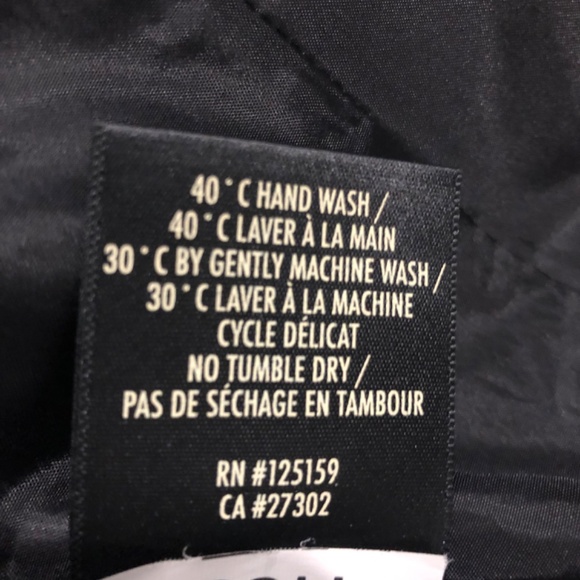 40°C HAND WASH /
40°C LAVER À LA MAIN
30°C BY GENTLY MACHINE WASH /
30°C LAVER À LA MACHINE
CYCLE DÉLICAT
NO TUMBLE DRY /
PAS DE SÉCHAGE EN TAMBOUR
RN #125159
CA #27302